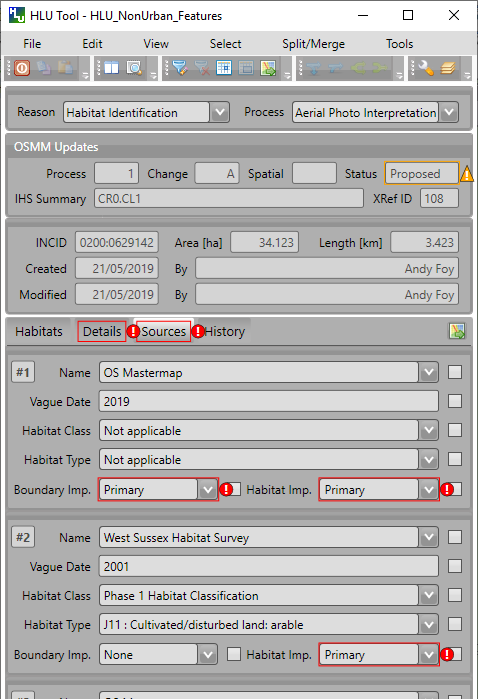 HLU Tool - HLU_NonUrban_Features
File Edit View Select Split/Merge Tools
Reason Habitat Identification Process Aerial Photo Interpretation
OSMM Updates
Process 1 Change A Spatial Status Proposed
IHS Summary CR0.CL1 XRef ID 108
INCID 0200:0629142 Area [ha] 34.123 Length [km] 3.423
Created 21/05/2019 By Andy Foy
Modified 21/05/2019 By Andy Foy
Habitats Details Sources History
#1 Name OS Mastermap
Vague Date 2019
Habitat Class Not applicable
Habitat Type Not applicable
Boundary Imp. Primary Habitat Imp. Primary
#2 Name West Sussex Habitat Survey
Vague Date 2001
Habitat Class Phase 1 Habitat Classification
Habitat Type J11 : Cultivated/disturbed land: arable
Boundary Imp. None Habitat Imp. Primary